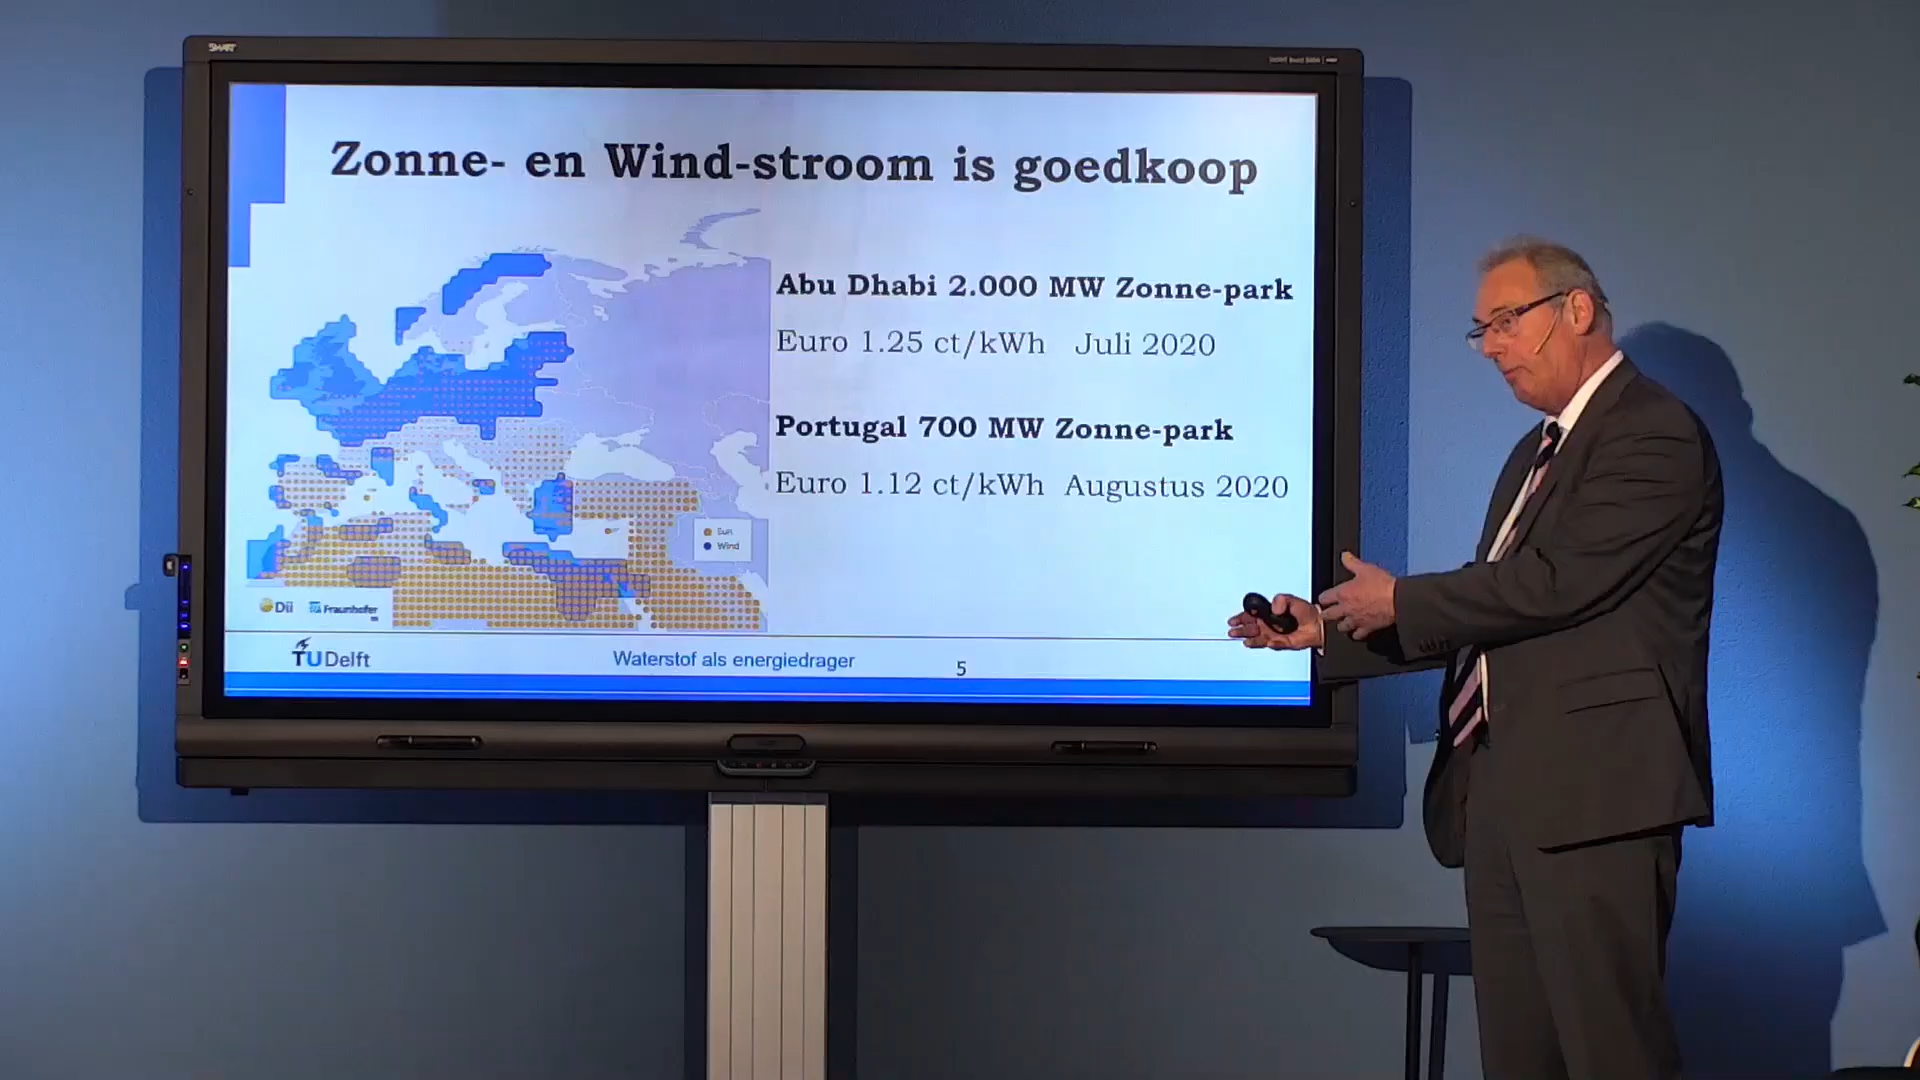 SMART
Zonne- en Wind-stroom is goedkoop
Abu Dhabi 2.000 MW Zonne-park
Euro 1.25 ct/kWh Juli 2020
Portugal 700 MW Zonne-park
Euro 1.12 ct/kWh Augustus 2020
Sun
Wind
Dii
Fraunhofer
TU Delft
Waterstof als energiedrager
5